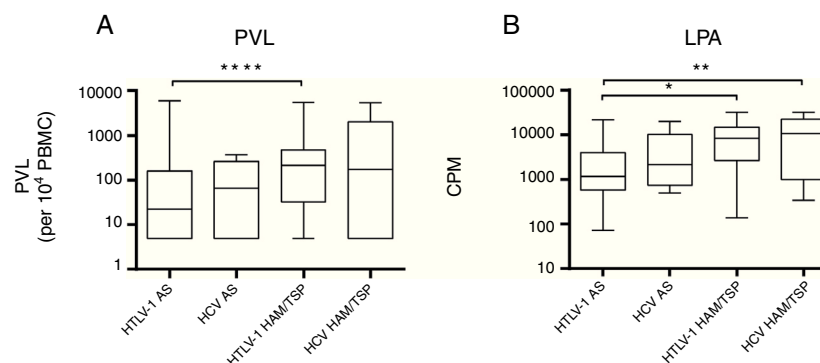 A
PVL
****
PVL
(per 10⁴ PBMC)
10000
1000
100
10
1
HTLV-1 AS
HCV AS
HTLV-1 HAM/TSP
HCV HAM/TSP
B
LPA
**
*
CPM
100000
10000
1000
100
10
HTLV-1 AS
HCV AS
HTLV-1 HAM/TSP
HCV HAM/TSP